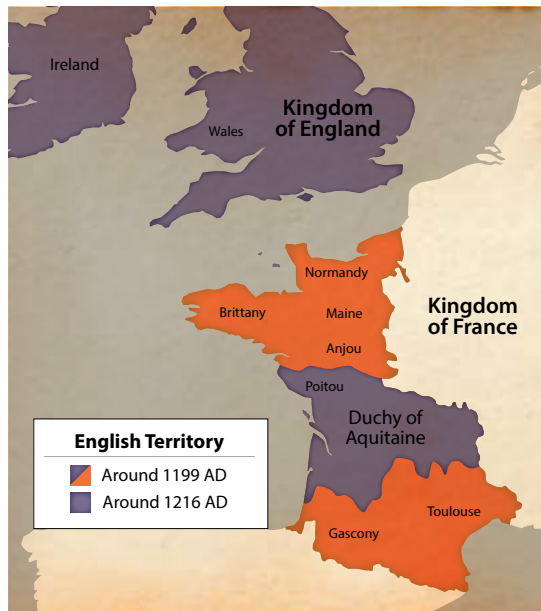 Ireland
Kingdom
of England
Wales
Normandy
Brittany
Maine
Anjou
Kingdom
of France
Poitou
Duchy of
Aquitaine
English Territory
Around 1199 AD
Around 1216 AD
Toulouse
Gascony